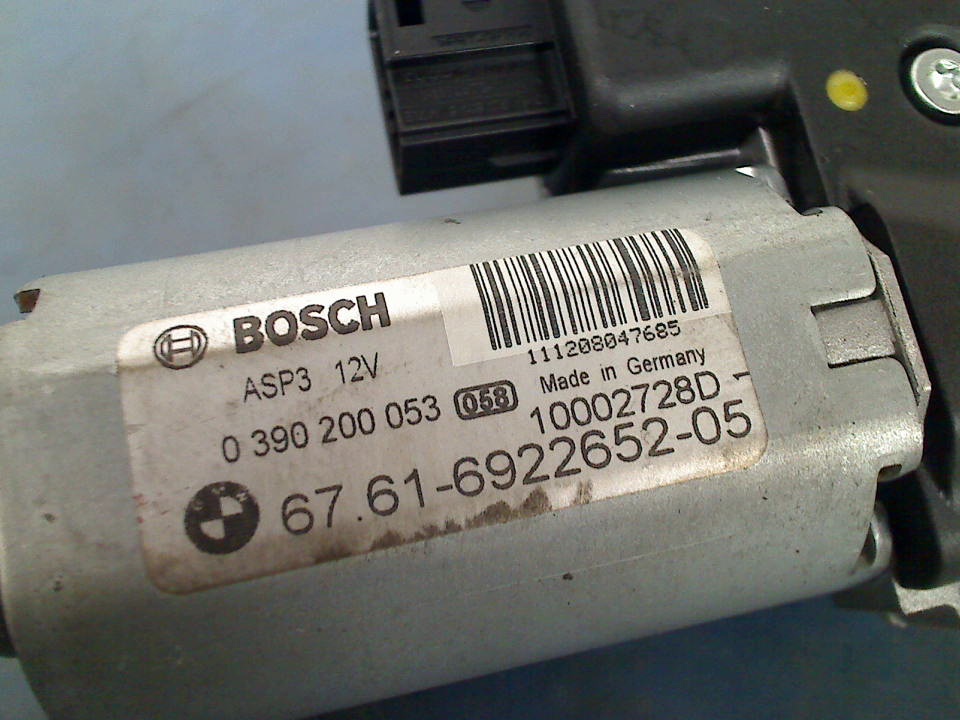 BOSCH
111208047685
ASP3 12V
Made in Germany
0 390 200 053 058
10002728D
67.61-6922652-05